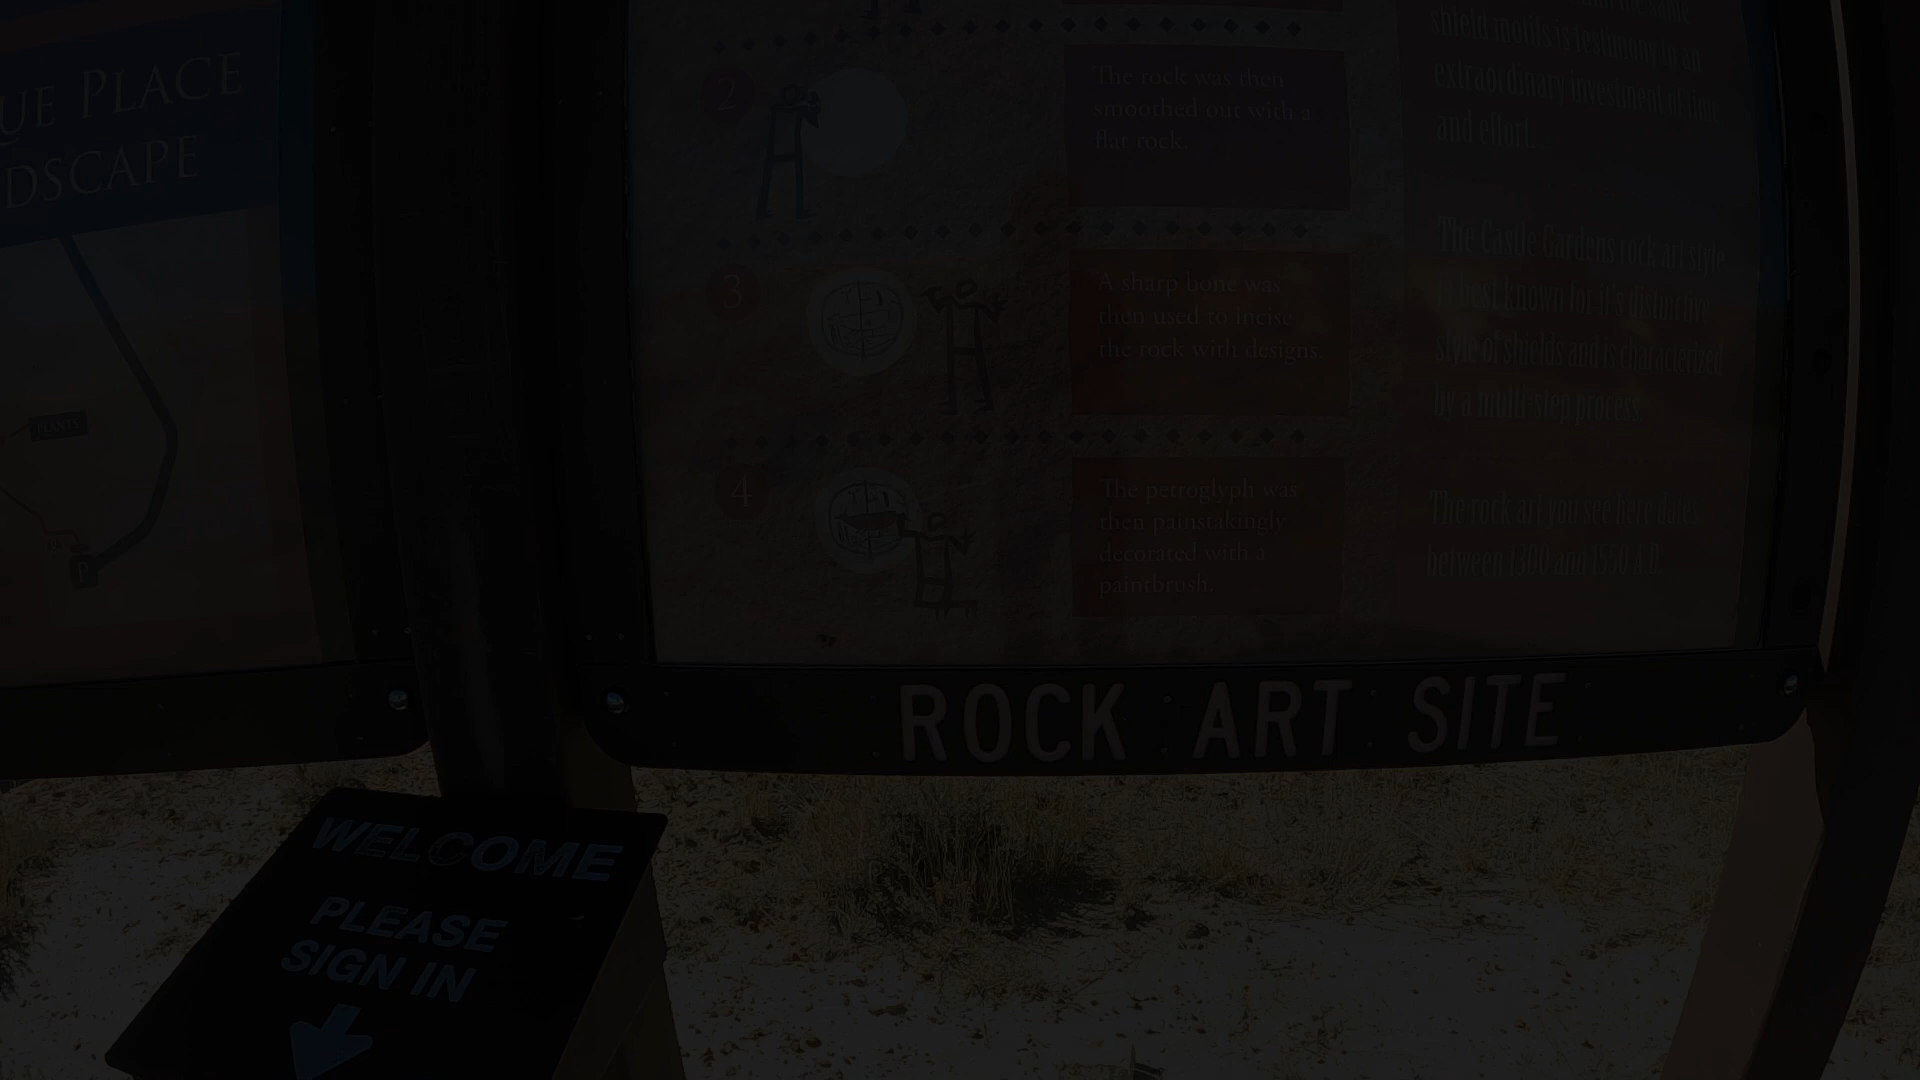 UE PLACE
DSCAPE
PLANTS
P
2
The rock was then
smoothed out with a
flat rock.
3
A sharp bone was
then used to incise
the rock with designs.
4
The petroglyph was
then painstakingly
decorated with a
paintbrush.
same
shield motifs is testimony to an
extraordinary investment of time
and effort.
The Castle Gardens rock art style
is best known for it's distinctive
style of shields and is characterized
by a multi-step process.
The rock art you see here dates
between 1300 and 1550 A.D.
ROCK ART SITE
WELCOME
PLEASE
SIGN IN